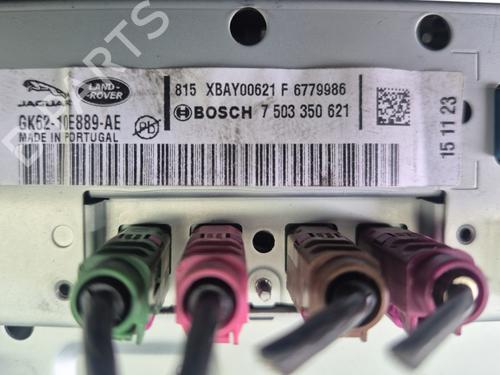 PARTS
JAGUAR
LAND-
ROVER
815 XBAY00621 F 6779986
BOSCH 7 503 350 621
GK62-10E889-AE
Pb
MADE IN PORTUGAL
15 11 23